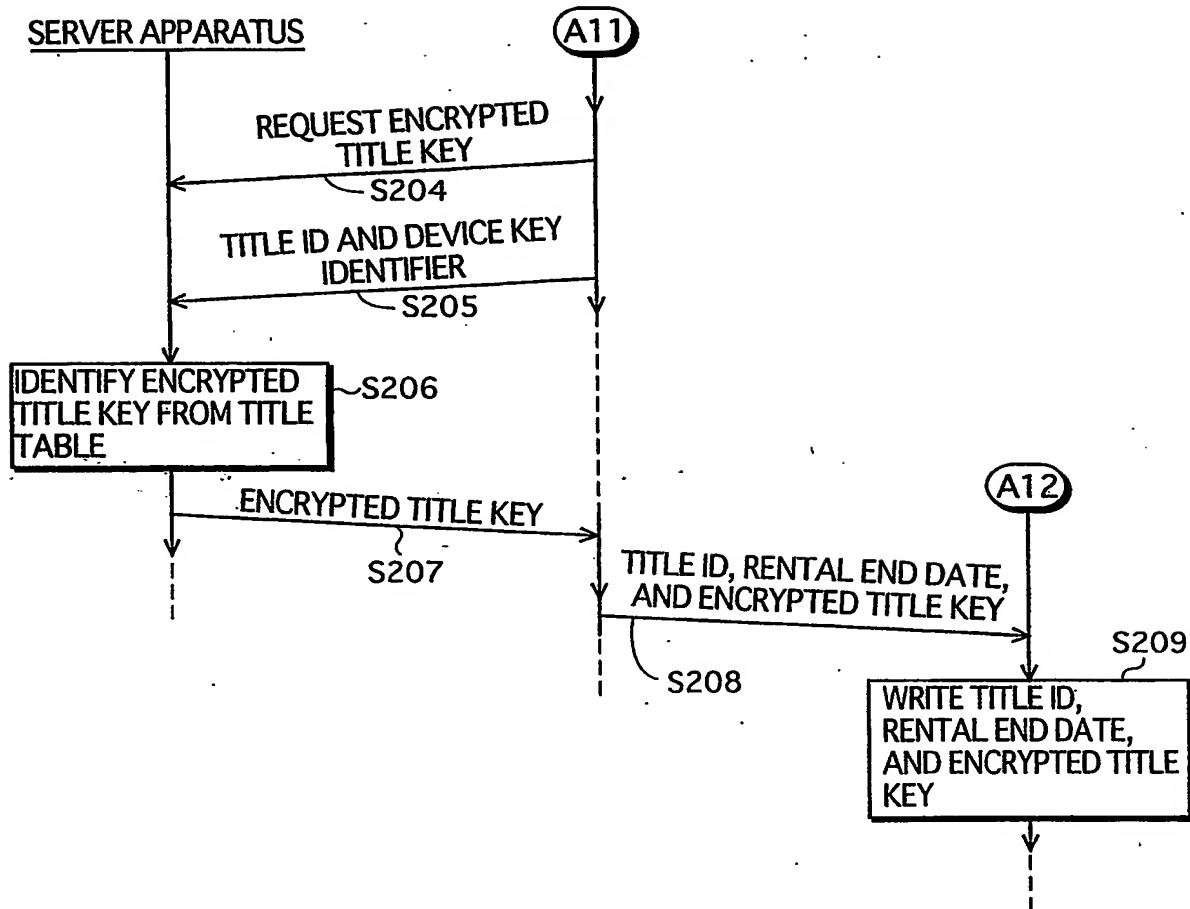 SERVER APPARATUS
A11
REQUEST ENCRYPTED
TITLE KEY
S204
TITLE ID AND DEVICE KEY
IDENTIFIER
S205
IDENTIFY ENCRYPTED
TITLE KEY FROM TITLE
TABLE
S206
ENCRYPTED TITLE KEY
S207
A12
TITLE ID, RENTAL END DATE,
AND ENCRYPTED TITLE KEY
S208
S209
WRITE TITLE ID,
RENTAL END DATE,
AND ENCRYPTED TITLE
KEY